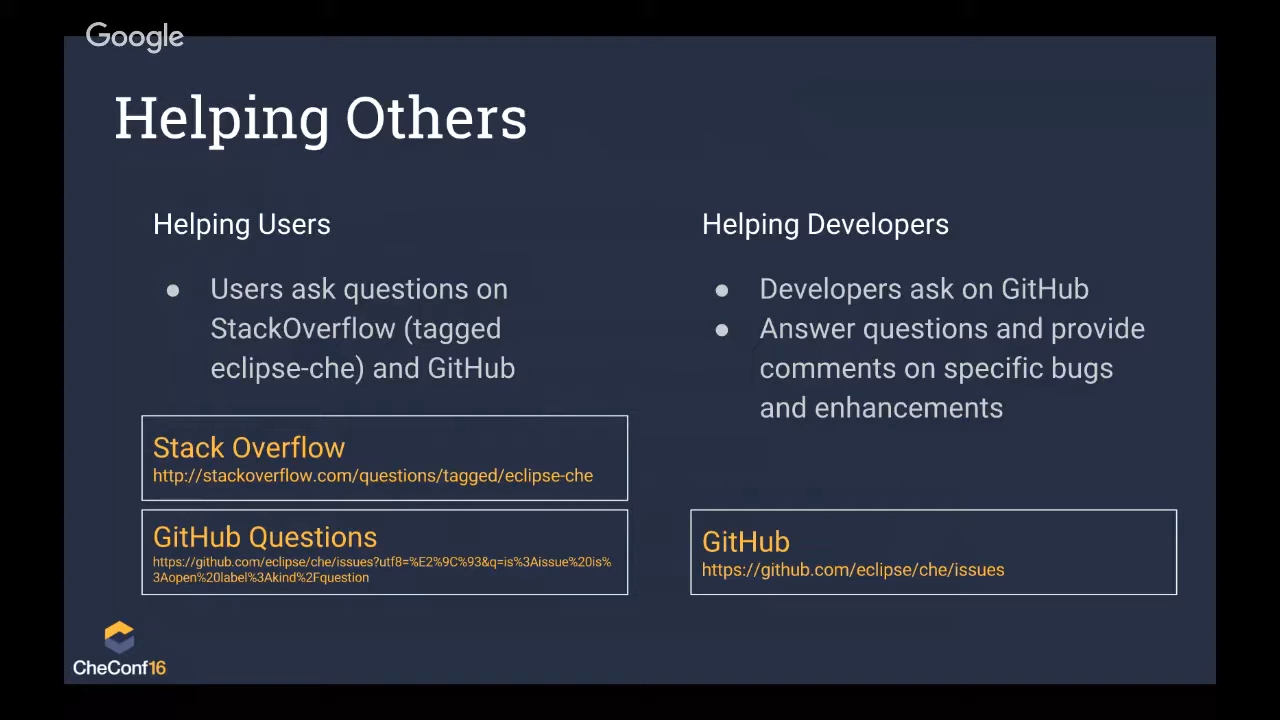 Google
Helping Others
Helping Users
● Users ask questions on
StackOverflow (tagged
eclipse-che) and GitHub
Stack Overflow
http://stackoverflow.com/questions/tagged/eclipse-che
GitHub Questions
https://github.com/eclipse/che/issues?utf8=%E2%9C%93&q=is%3Aissue%20is%
3Aopen%20label%3Akind%2Fquestion
Helping Developers
● Developers ask on GitHub
● Answer questions and provide
comments on specific bugs
and enhancements
GitHub
https://github.com/eclipse/che/issues
CheConf16